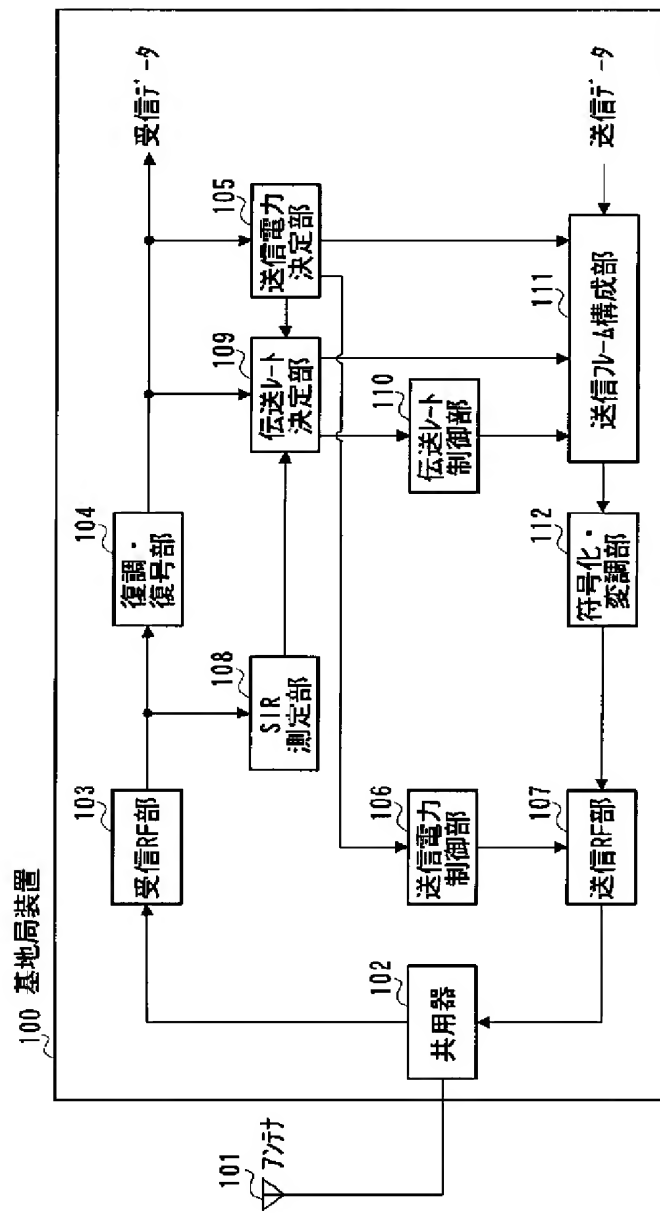 100 基地局装置
101
アンテナ
102
共用器
103
受信RF部
104
復調・
復号部
受信データ
105
送信電力
決定部
109
伝送レート
決定部
108
SIR
測定部
110
伝送レート
制御部
106
送信電力
制御部
107
送信RF部
112
符号化・
変調部
111
送信フレーム構成部
送信データ